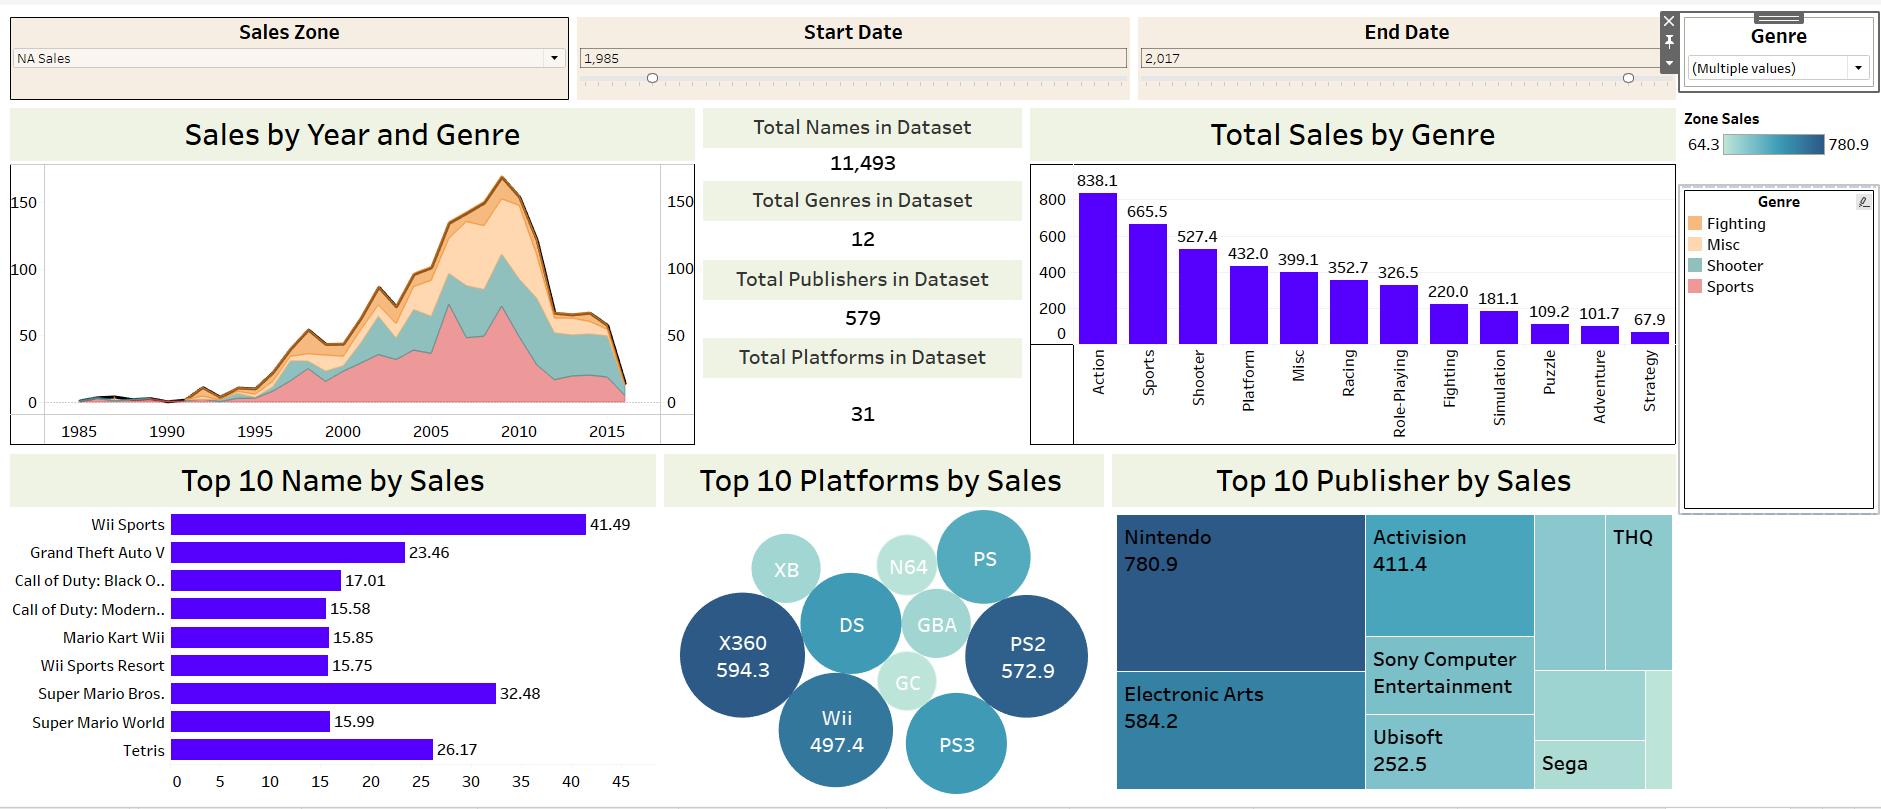 Sales Zone
NA Sales
Start Date
1,985
End Date
2,017
Genre
(Multiple values)
Sales by Year and Genre
150
100
50
0
150
100
50
0
1985
1990
1995
2000
2005
2010
2015
Total Names in Dataset
11,493
Total Genres in Dataset
12
Total Publishers in Dataset
579
Total Platforms in Dataset
31
Total Sales by Genre
800
600
400
200
0
838.1
665.5
527.4
432.0
399.1
352.7
326.5
220.0
181.1
109.2
101.7
67.9
Action
Sports
Shooter
Platform
Misc
Racing
Role-Playing
Fighting
Simulation
Puzzle
Adventure
Strategy
Zone Sales
64.3
780.9
Genre
Fighting
Misc
Shooter
Sports
Top 10 Name by Sales
Wii Sports
41.49
Grand Theft Auto V
23.46
Call of Duty: Black O..
17.01
Call of Duty: Modern..
15.58
Mario Kart Wii
15.85
Wii Sports Resort
15.75
Super Mario Bros.
32.48
Super Mario World
15.99
Tetris
26.17
0
5
10
15
20
25
30
35
40
45
Top 10 Platforms by Sales
XB
N64
PS
DS
GBA
X360
594.3
PS2
572.9
GC
Wii
497.4
PS3
Top 10 Publisher by Sales
Nintendo
780.9
Electronic Arts
584.2
Activision
411.4
Sony Computer
Entertainment
Ubisoft
252.5
THQ
Sega